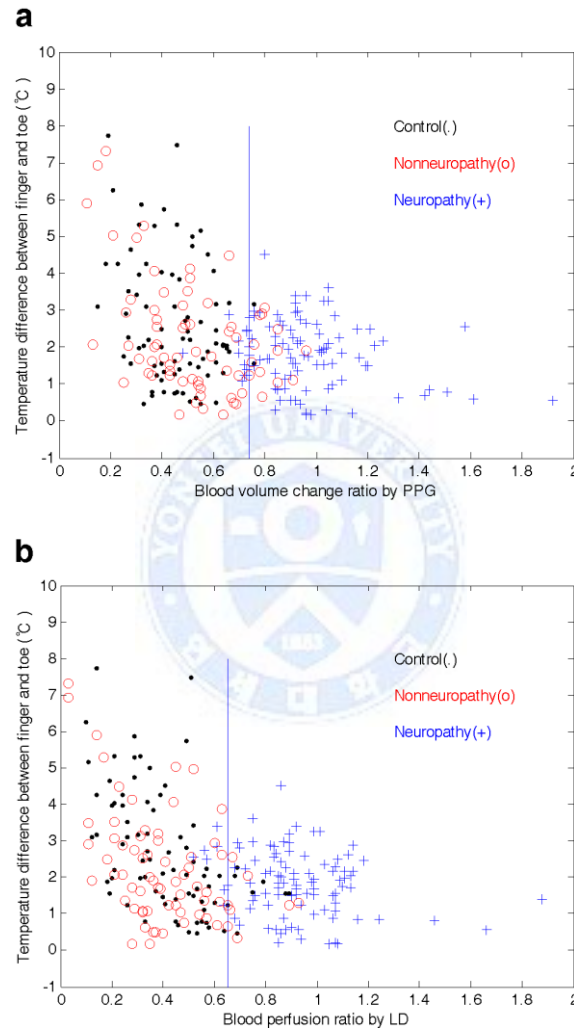 a
10
9
8
7
6
5
4
3
2
1
0
-1
Temperature difference between finger and toe (℃)
Control(.)
Nonneuropathy(o)
Neuropathy(+)
0 0.2 0.4 0.6 0.8 1 1.2 1.4 1.6 1.8 2
Blood volume change ratio by PPG
YONSEI UNIVERSITY
1885
b
10
9
8
7
6
5
4
3
2
1
0
-1
Temperature difference between finger and toe (℃)
Control(.)
Nonneuropathy(o)
Neuropathy(+)
0 0.2 0.4 0.6 0.8 1 1.2 1.4 1.6 1.8 2
Blood perfusion ratio by LD